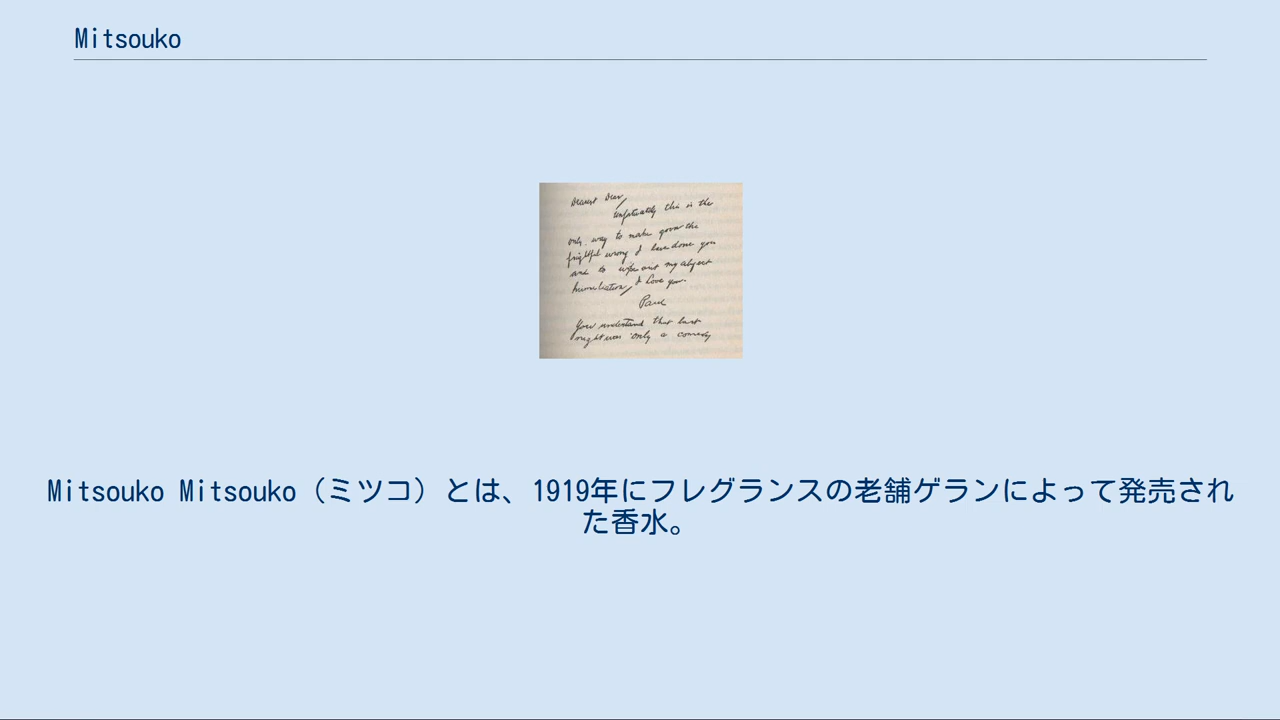 Mitsouko
Dearest Dear,
Unfortuately this is the
only way to make good the
frightful wrong I have done you
and to wipe out my abject
humiliation, I love you.
Paul
You understand that last
night was only a comedy
Mitsouko Mitsouko（ミツコ）とは、1919年にフレグランスの老舗ゲランによって発売され
た香水。